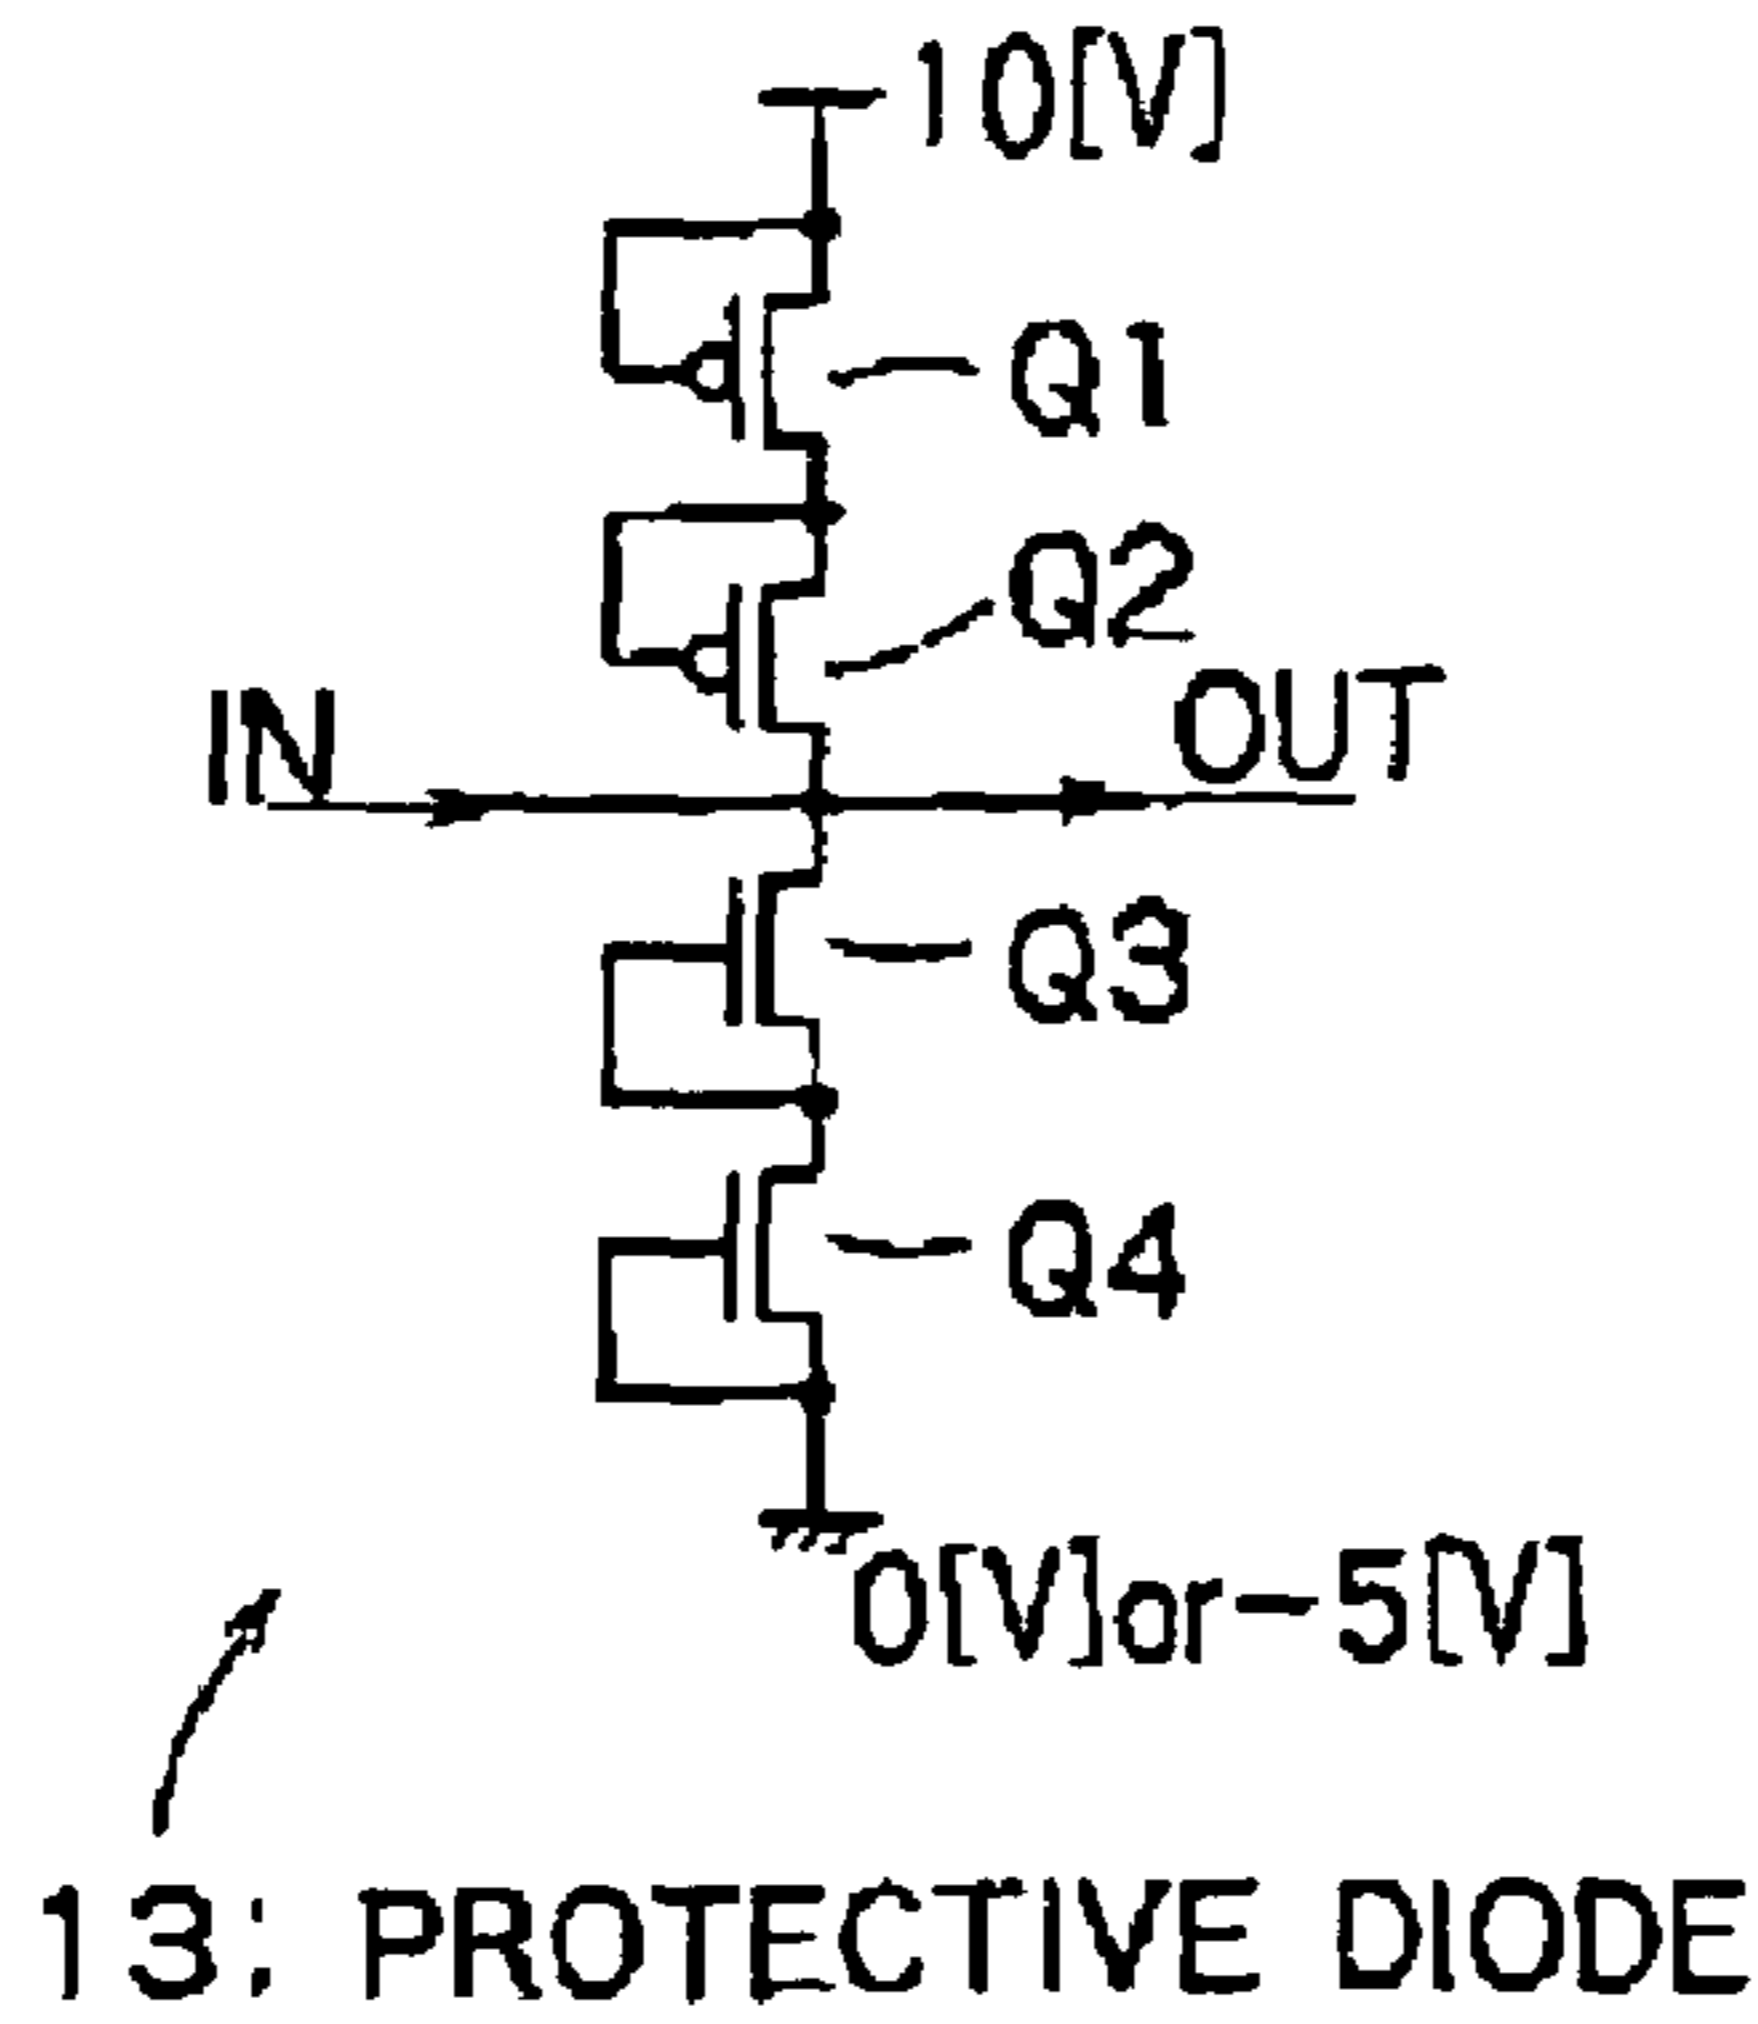 10[V]
Q1
Q2
IN
OUT
Q3
Q4
0[V]or-5[V]
13; PROTECTIVE DIODE